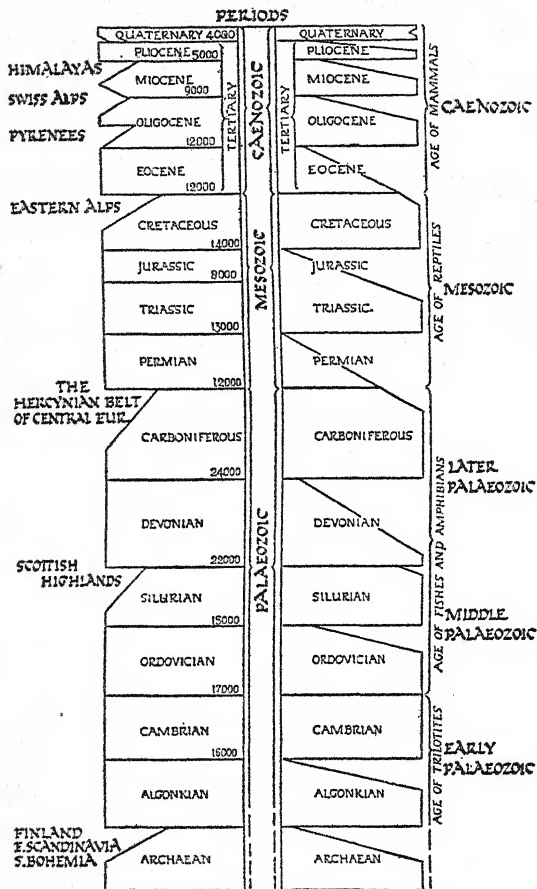 PERIODS
QUATERNARY 4000
PLIOCENE
5000
HIMALAYAS
MIOCENE
9000
SWISS ALPS
OLIGOCENE
PYRENEES
12000
EOCENE
12000
TERTIARY
EASTERN ALPS
CRETACEOUS
14000
JURASSIC
8000
TRIASSIC
13000
PERMIAN
12000
THE
HERCYNIAN BELT
OF CENTRAL EUR.
CARBONIFEROUS
24000
DEVONIAN
22000
SCOTTISH
HIGHLANDS
SILURIAN
15000
ORDOVICIAN
17000
CAMBRIAN
16000
ALGONKIAN
FINLAND
E.SCANDINAVIA
S.BOHEMIA
ARCHAEAN
CAENOZOIC
MESOZOIC
PALAEOZOIC
QUATERNARY
PLIOCENE
MIOCENE
OLIGOCENE
EOCENE
TERTIARY
CRETACEOUS
JURASSIC
TRIASSIC
PERMIAN
CARBONIFEROUS
DEVONIAN
SILURIAN
ORDOVICIAN
CAMBRIAN
ALGONKIAN
ARCHAEAN
AGE OF MAMMALS
CAENOZOIC
AGE OF REPTILES
MESOZOIC
AGE OF FISHES AND AMPHIBIANS
LATER
PALAEOZOIC
MIDDLE
PALAEOZOIC
AGE OF TRILOTITES
EARLY
PALAEOZOIC